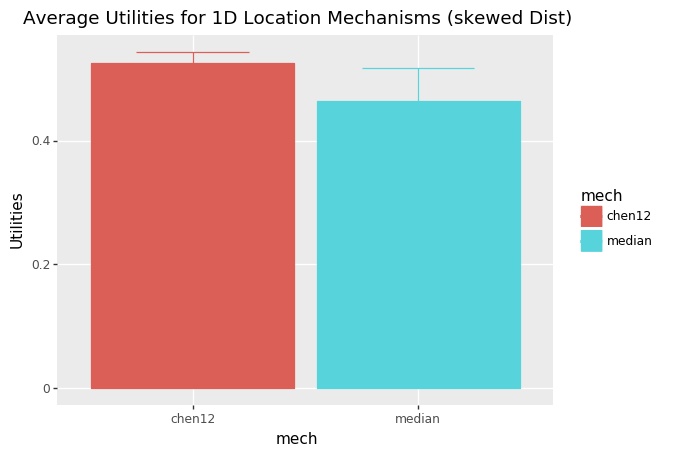 Average Utilities for 1D Location Mechanisms (skewed Dist)
Utilities
0.4
0.2
0
chen12
median
mech
mech
chen12
median